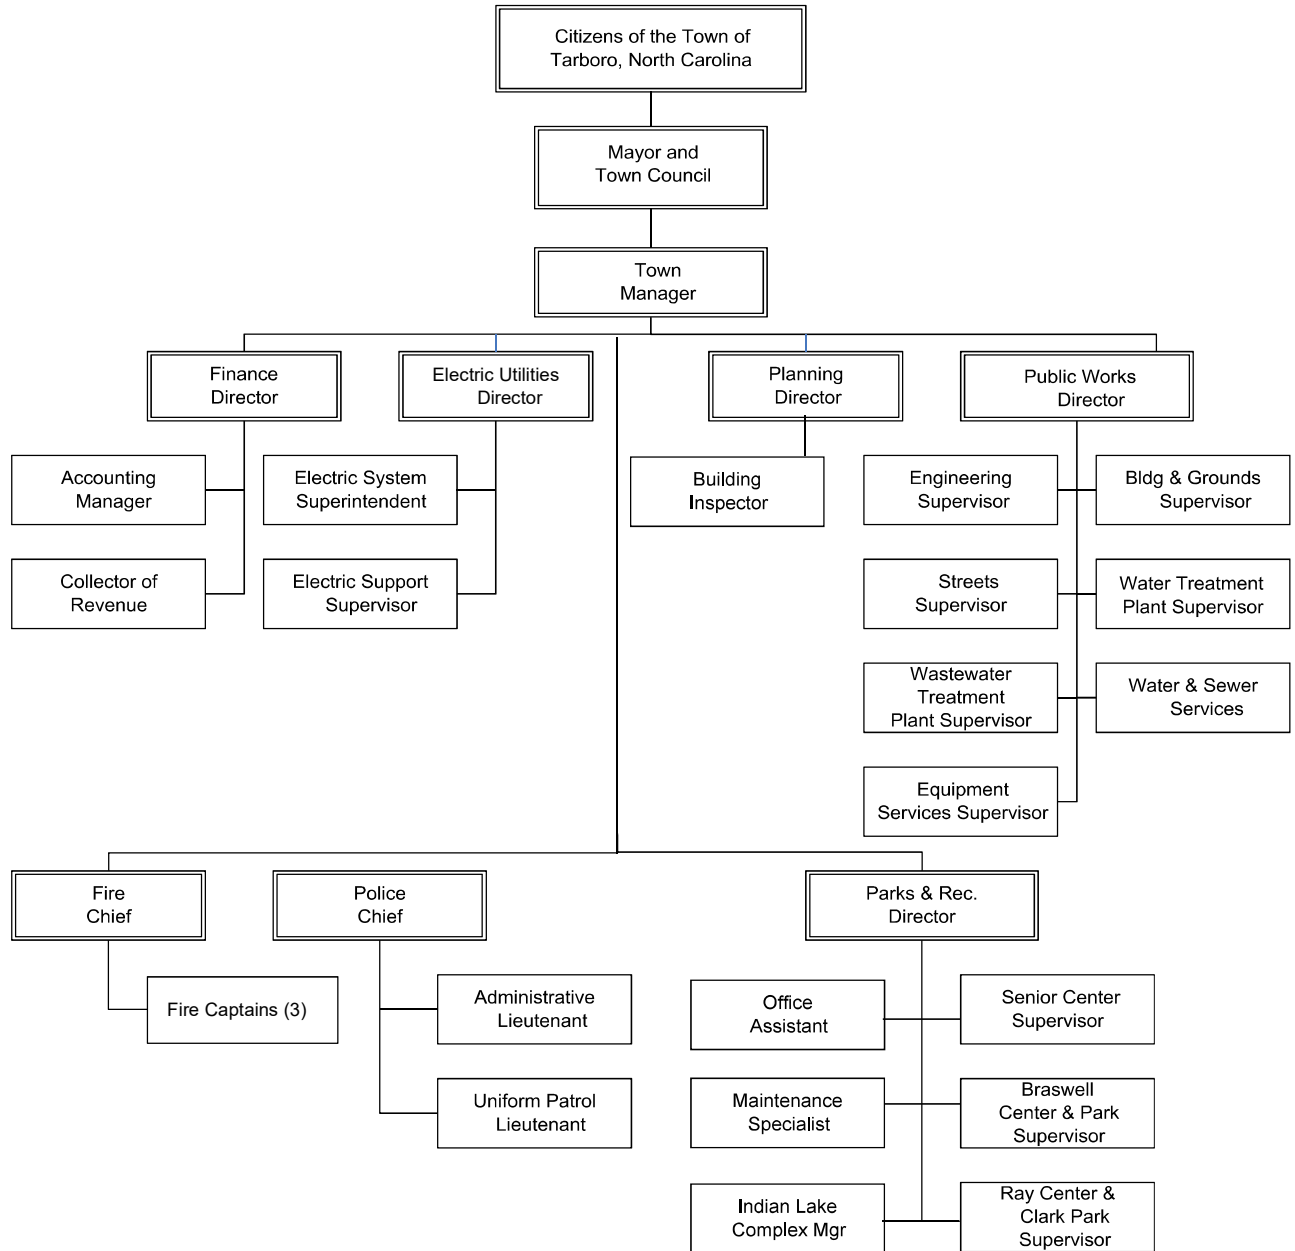 Citizens of the Town of
Tarboro, North Carolina
Mayor and
Town Council
Town
Manager
Finance
Director
Electric Utilities
Director
Planning
Director
Public Works
Director
Accounting
Manager
Electric System
Superintendent
Building
Inspector
Engineering
Supervisor
Bldg & Grounds
Supervisor
Collector of
Revenue
Electric Support
Supervisor
Streets
Supervisor
Water Treatment
Plant Supervisor
Wastewater
Treatment
Plant Supervisor
Water & Sewer
Services
Equipment
Services Supervisor
Fire
Chief
Police
Chief
Parks & Rec.
Director
Fire Captains (3)
Administrative
Lieutenant
Office
Assistant
Senior Center
Supervisor
Uniform Patrol
Lieutenant
Maintenance
Specialist
Braswell
Center & Park
Supervisor
Indian Lake
Complex Mgr
Ray Center &
Clark Park
Supervisor